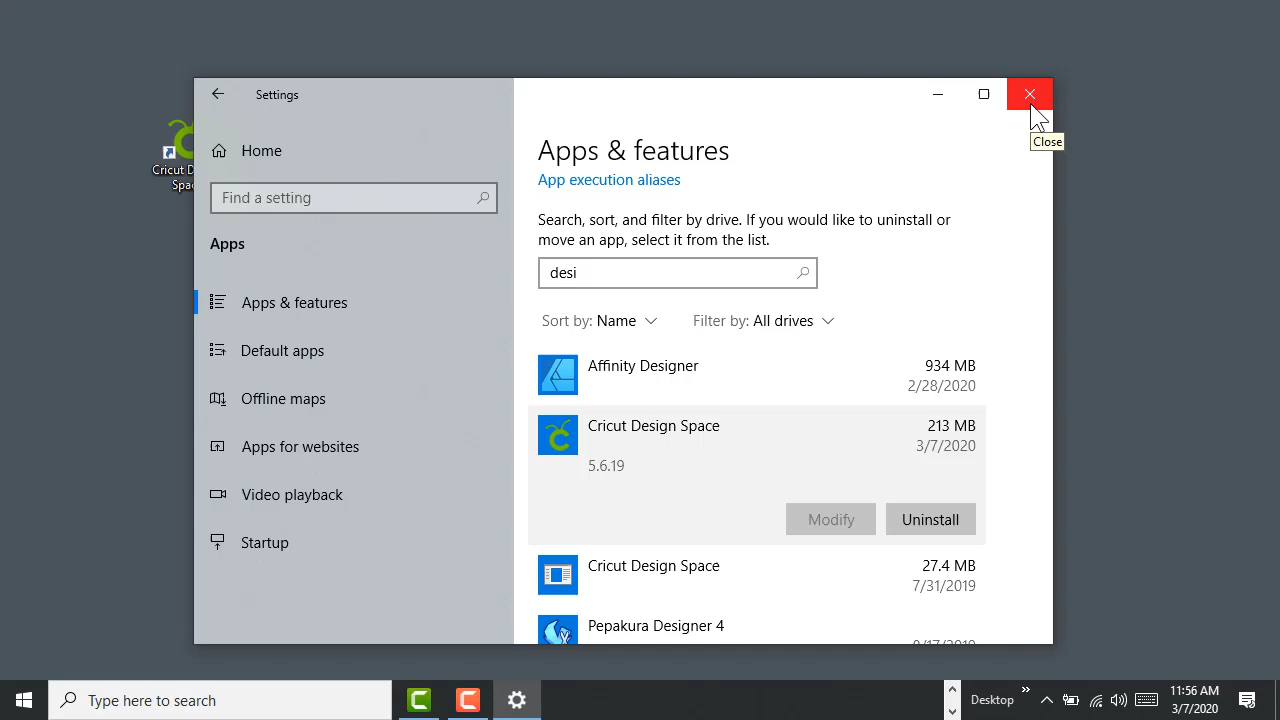 Settings
Cricut D
Spac
Home
Find a setting
Apps
Apps & features
Default apps
Offline maps
Apps for websites
Video playback
Startup
Close
Apps & features
App execution aliases
Search, sort, and filter by drive. If you would like to uninstall or
move an app, select it from the list.
desi
Sort by: Name
Filter by: All drives
Affinity Designer
934 MB
2/28/2020
Cricut Design Space
213 MB
3/7/2020
5.6.19
Modify
Uninstall
Cricut Design Space
27.4 MB
7/31/2019
Pepakura Designer 4
8/17/2019
Type here to search
Desktop
11:56 AM
3/7/2020